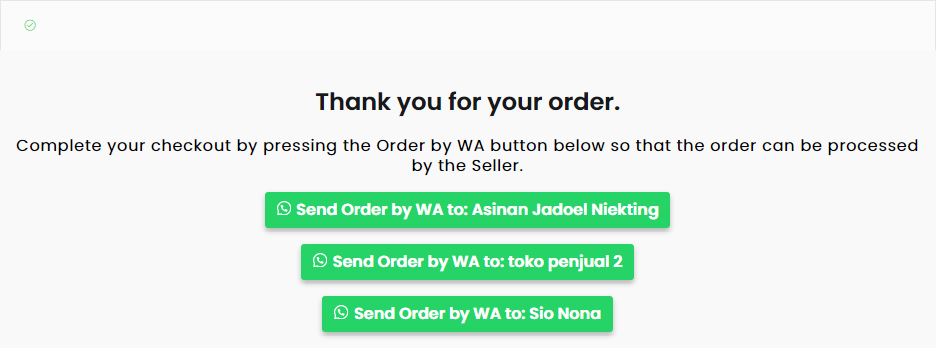 Thank you for your order.
Complete your checkout by pressing the Order by WA button below so that the order can be processed
by the Seller.
Send Order by WA to: Asinan Jadoel Niekting
Send Order by WA to: toko penjual 2
Send Order by WA to: Sio Nona